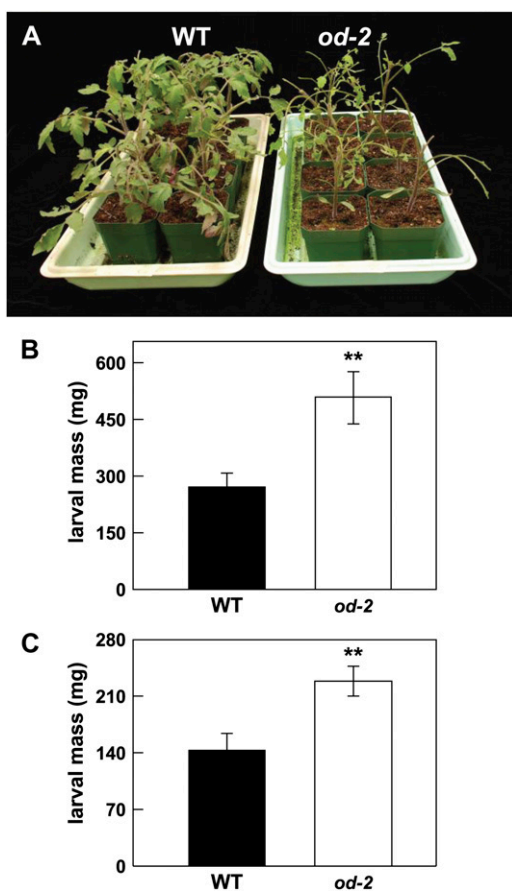 A
WT
od-2
B
larval mass (mg)
600
450
300
150
0
**
WT
od-2
C
larval mass (mg)
280
210
140
70
0
**
WT
od-2